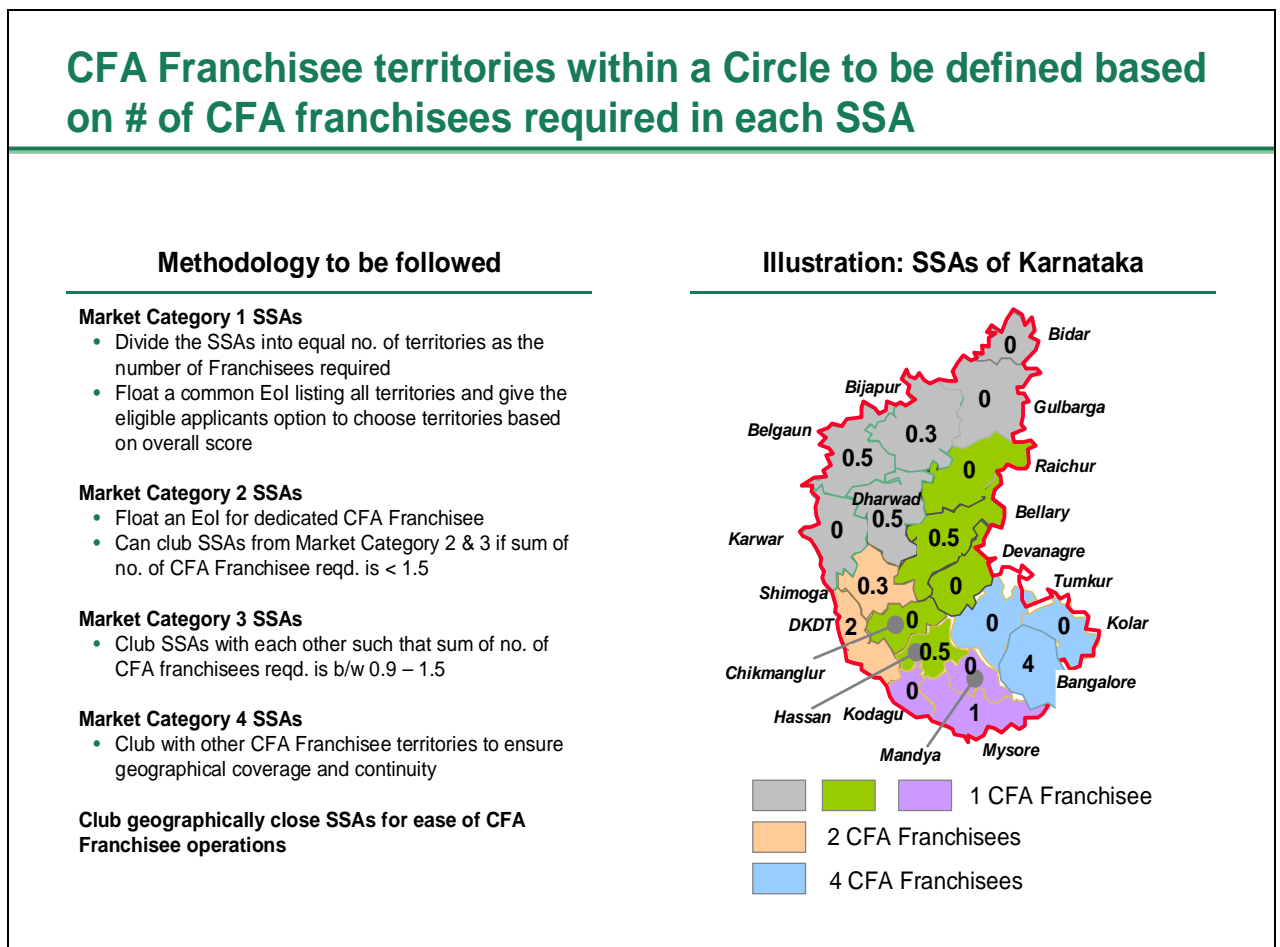 CFA Franchisee territories within a Circle to be defined based
on # of CFA franchisees required in each SSA
Methodology to be followed
Market Category 1 SSAs
• Divide the SSAs into equal no. of territories as the
number of Franchisees required
• Float a common EoI listing all territories and give the
eligible applicants option to choose territories based
on overall score
Market Category 2 SSAs
• Float an EoI for dedicated CFA Franchisee
• Can club SSAs from Market Category 2 & 3 if sum of
no. of CFA Franchisee reqd. is < 1.5
Market Category 3 SSAs
• Club SSAs with each other such that sum of no. of
CFA franchisees reqd. is b/w 0.9 – 1.5
Market Category 4 SSAs
• Club with other CFA Franchisee territories to ensure
geographical coverage and continuity
Club geographically close SSAs for ease of CFA
Franchisee operations
Illustration: SSAs of Karnataka
0
Bidar
Bijapur
0
Gulbarga
Belgaun
0.3
0.5
0
Raichur
Dharwad
0.5
0
Karwar
Bellary
0.5
Devanagre
Tumkur
Shimoga
0.3
0
DKDT
2
0
0
0
Kolar
Chikmanglur
0.5
0
4
Bangalore
Hassan
Kodagu
0
1
Mandya
Mysore
1 CFA Franchisee
2 CFA Franchisees
4 CFA Franchisees